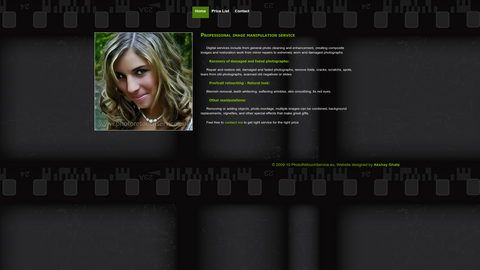 Home Price List Contact
Professional image manipulation service
Digital services include from general photo cleaning and enhancement, creating composite
images and restoration work from minor repairs to extremely worn and damaged photographs
Recovery of damaged and faded photographs:
Repair and restore old, damaged and faded photographs, remove folds, cracks, scratchs, spots,
tears from old photographs, scanned old negatives or slides.
Portrait retouching - Natural look:
Blemish removal, teeth whitening, softening wrinkles, skin smoothing, fix red eyes.
Other manipulations:
Removing or adding objects, photo montage, multiple images can be combined, background
replacements, vignettes, and other special effects that make good gifts.
Feel free to contact me to get right service for the right price
© 2009-10 PhotoRetouchService.eu. Website designed by